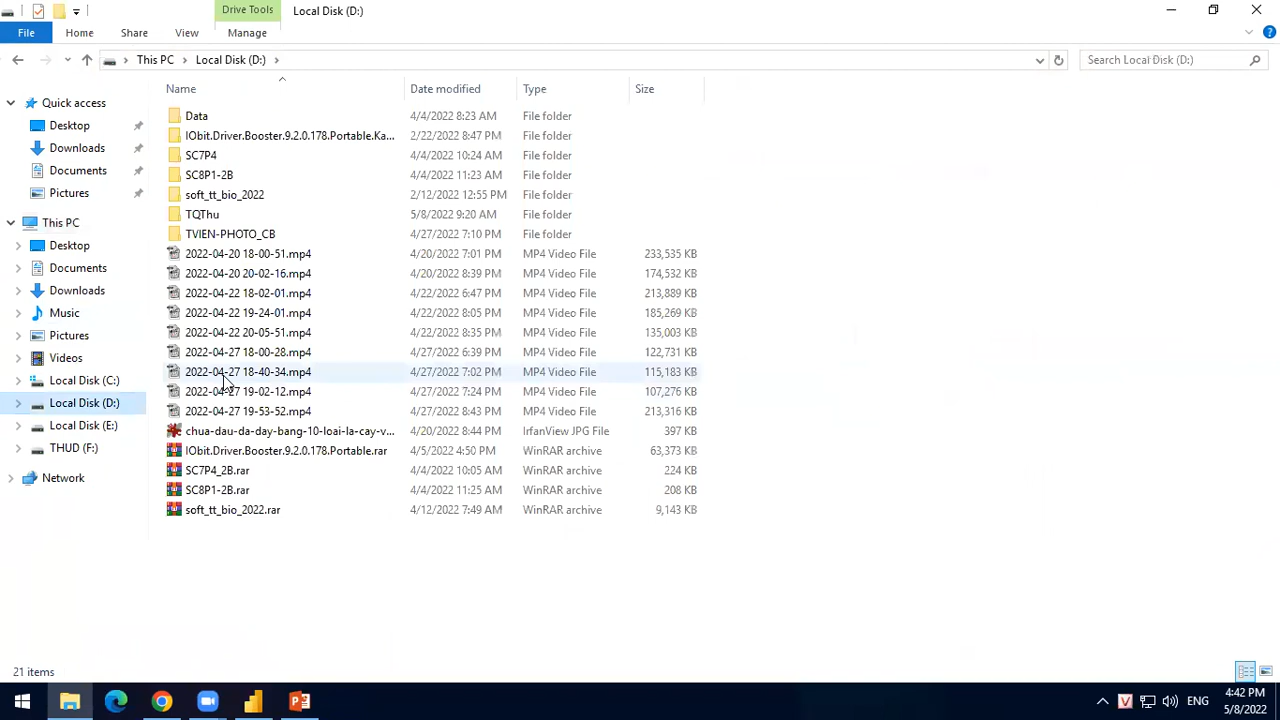 Drive Tools
Local Disk (D:)
File
Home
Share
View
Manage
This PC
Local Disk (D:)
Search Local Disk (D:)
Name
Date modified
Type
Size
Quick access
Desktop
Downloads
Documents
Pictures
This PC
Desktop
Documents
Downloads
Music
Pictures
Videos
Local Disk (C:)
Local Disk (D:)
Local Disk (E:)
THUD (F:)
Network
Data 4/4/2022 8:23 AM File folder
IObit.Driver.Booster.9.2.0.178.Portable.Ka... 2/22/2022 8:47 PM File folder
SC7P4 4/4/2022 10:24 AM File folder
SC8P1-2B 4/4/2022 11:23 AM File folder
soft_tt_bio_2022 2/12/2022 12:55 PM File folder
TQThu 5/8/2022 9:20 AM File folder
TVIEN-PHOTO_CB 4/27/2022 7:10 PM File folder
2022-04-20 18-00-51.mp4 4/20/2022 7:01 PM MP4 Video File 233,535 KB
2022-04-20 20-02-16.mp4 4/20/2022 8:39 PM MP4 Video File 174,532 KB
2022-04-22 18-02-01.mp4 4/22/2022 6:47 PM MP4 Video File 213,889 KB
2022-04-22 19-24-01.mp4 4/22/2022 8:05 PM MP4 Video File 185,269 KB
2022-04-22 20-05-51.mp4 4/22/2022 8:35 PM MP4 Video File 135,003 KB
2022-04-27 18-00-28.mp4 4/27/2022 6:39 PM MP4 Video File 122,731 KB
2022-04-27 18-40-34.mp4 4/27/2022 7:02 PM MP4 Video File 115,183 KB
2022-04-27 19-02-12.mp4 4/27/2022 7:24 PM MP4 Video File 107,276 KB
2022-04-27 19-53-52.mp4 4/27/2022 8:43 PM MP4 Video File 213,316 KB
chua-dau-da-day-bang-10-loai-la-cay-v... 4/20/2022 8:44 PM IrfanView JPG File 397 KB
IObit.Driver.Booster.9.2.0.178.Portable.rar 4/5/2022 4:50 PM WinRAR archive 63,373 KB
SC7P4_2B.rar 4/4/2022 10:05 AM WinRAR archive 224 KB
SC8P1-2B.rar 4/4/2022 11:25 AM WinRAR archive 208 KB
soft_tt_bio_2022.rar 4/12/2022 7:49 AM WinRAR archive 9,143 KB
21 items
ENG
4:42 PM
5/8/2022